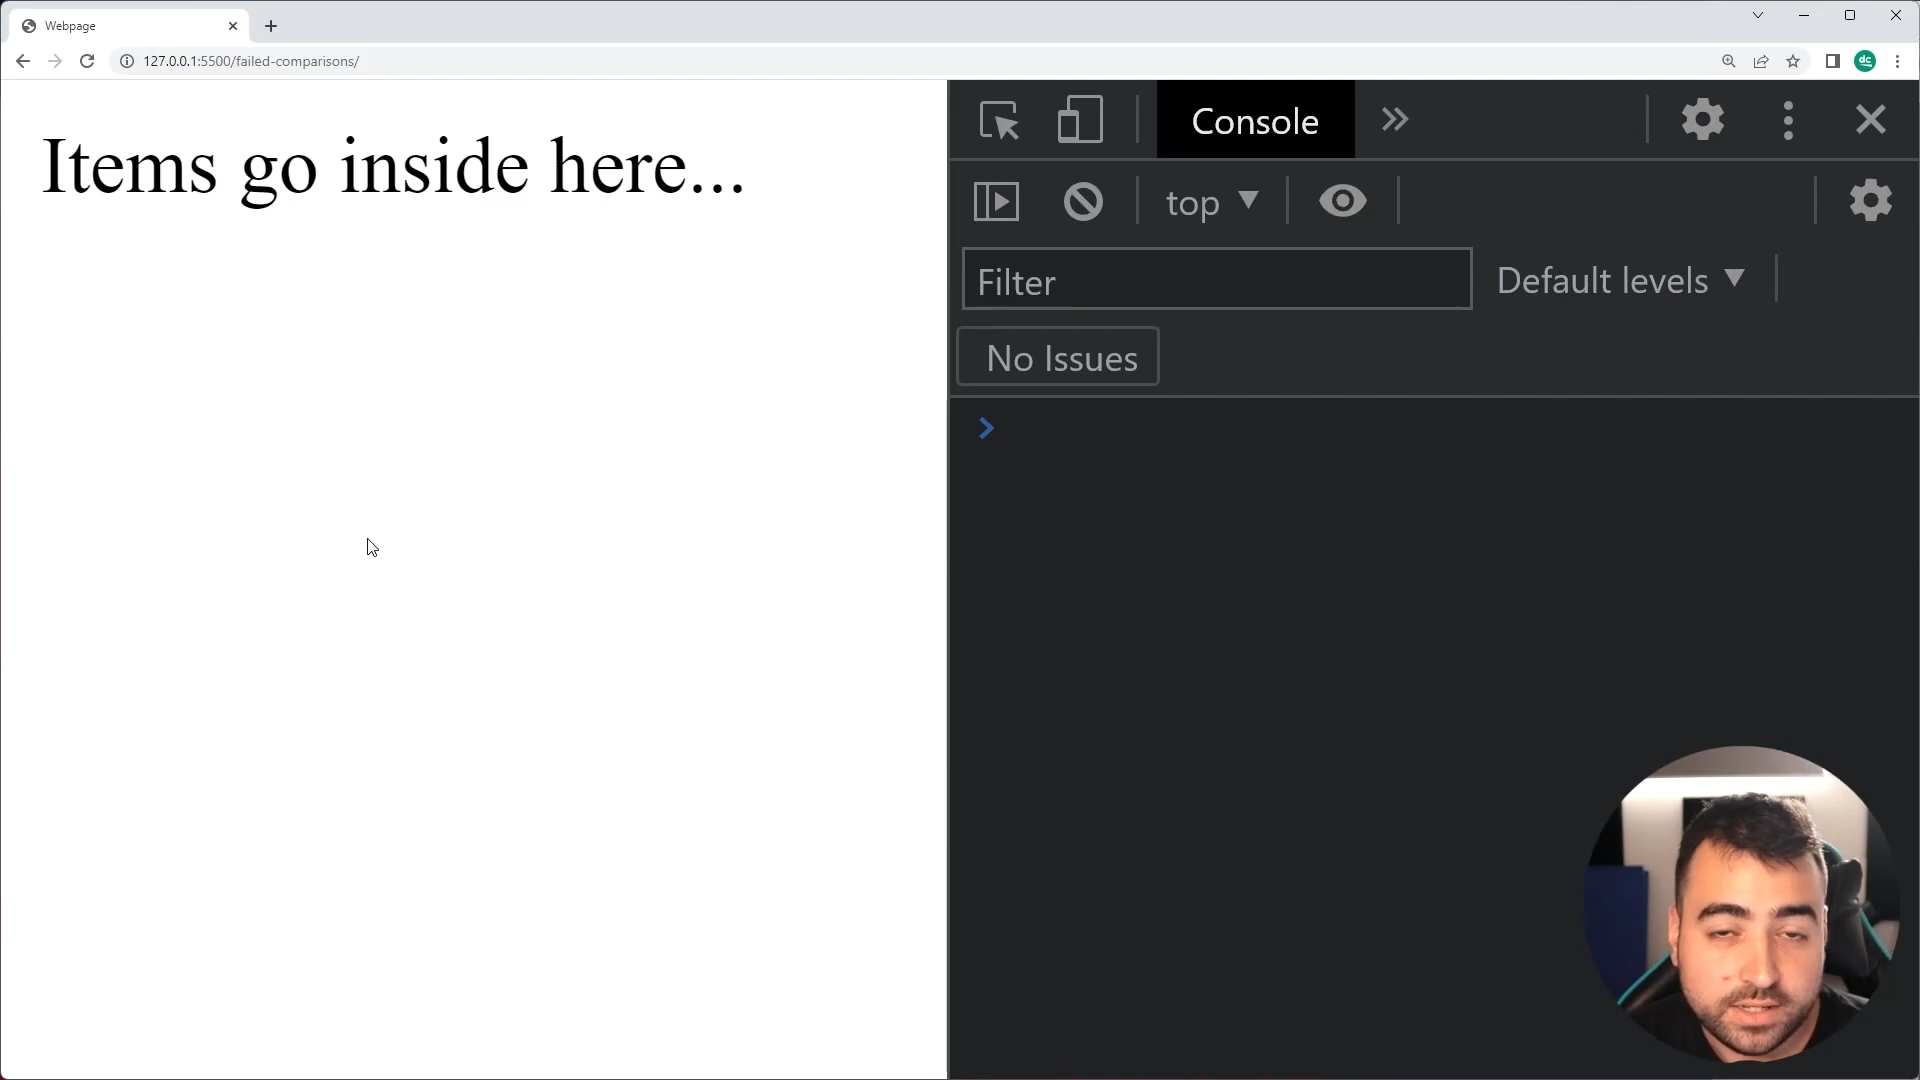 Webpage
127.0.0.1:5500/failed-comparisons/
dc
Items go inside here...
Console
top
Filter
Default levels
No Issues